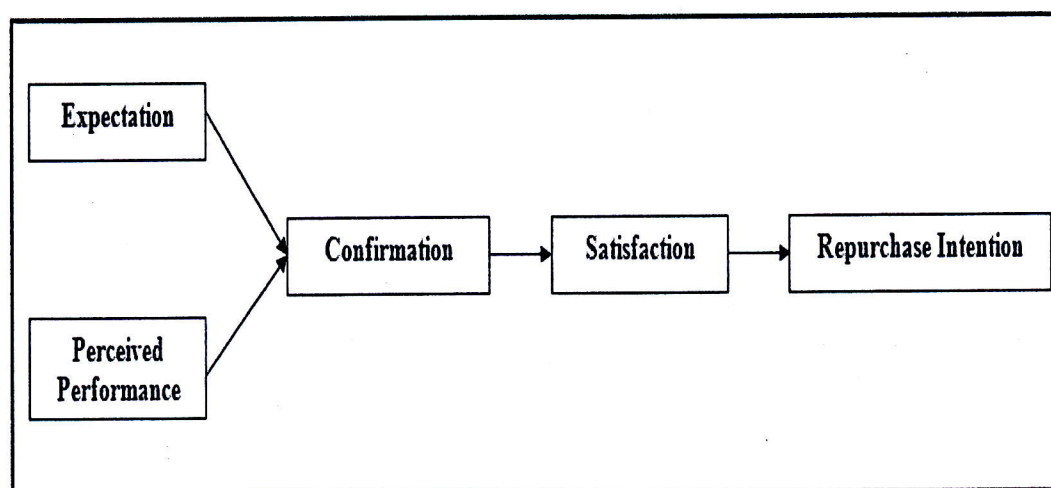 Expectation
Confirmation
Satisfaction
Repurchase Intention
Perceived
Performance